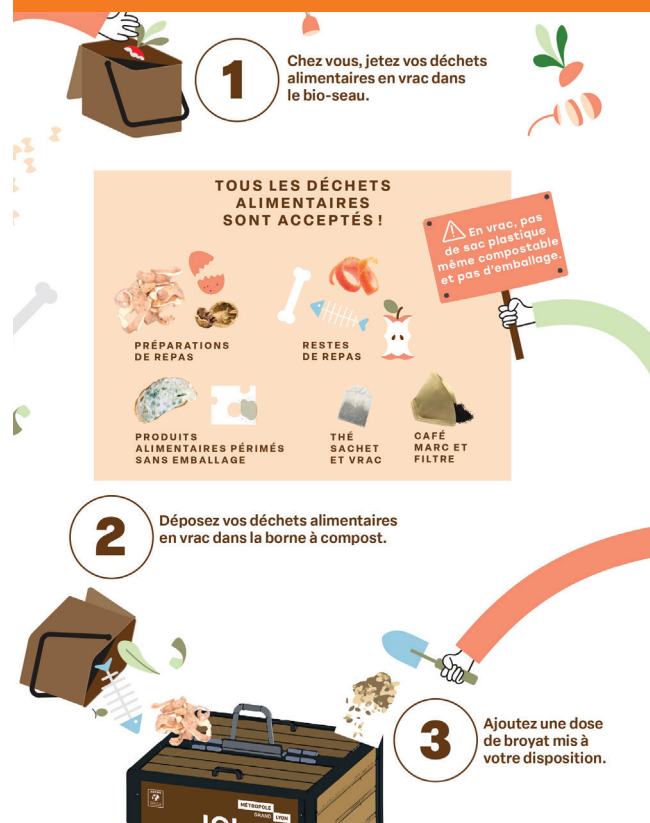 1
Chez vous, jetez vos déchets
alimentaires en vrac dans
le bio-seau.
TOUS LES DÉCHETS
ALIMENTAIRES
SONT ACCEPTÉS !
En vrac, pas
de sac plastique
même compostable
et pas d'emballage.
PRÉPARATIONS
DE REPAS
RESTES
DE REPAS
PRODUITS
ALIMENTAIRES PÉRIMÉS
SANS EMBALLAGE
THÉ
SACHET
ET VRAC
CAFÉ
MARC ET
FILTRE
2
Déposez vos déchets alimentaires
en vrac dans la borne à compost.
3
Ajoutez une dose
de broyat mis à
votre disposition.
MÉTROPOLE
GRAND LYON